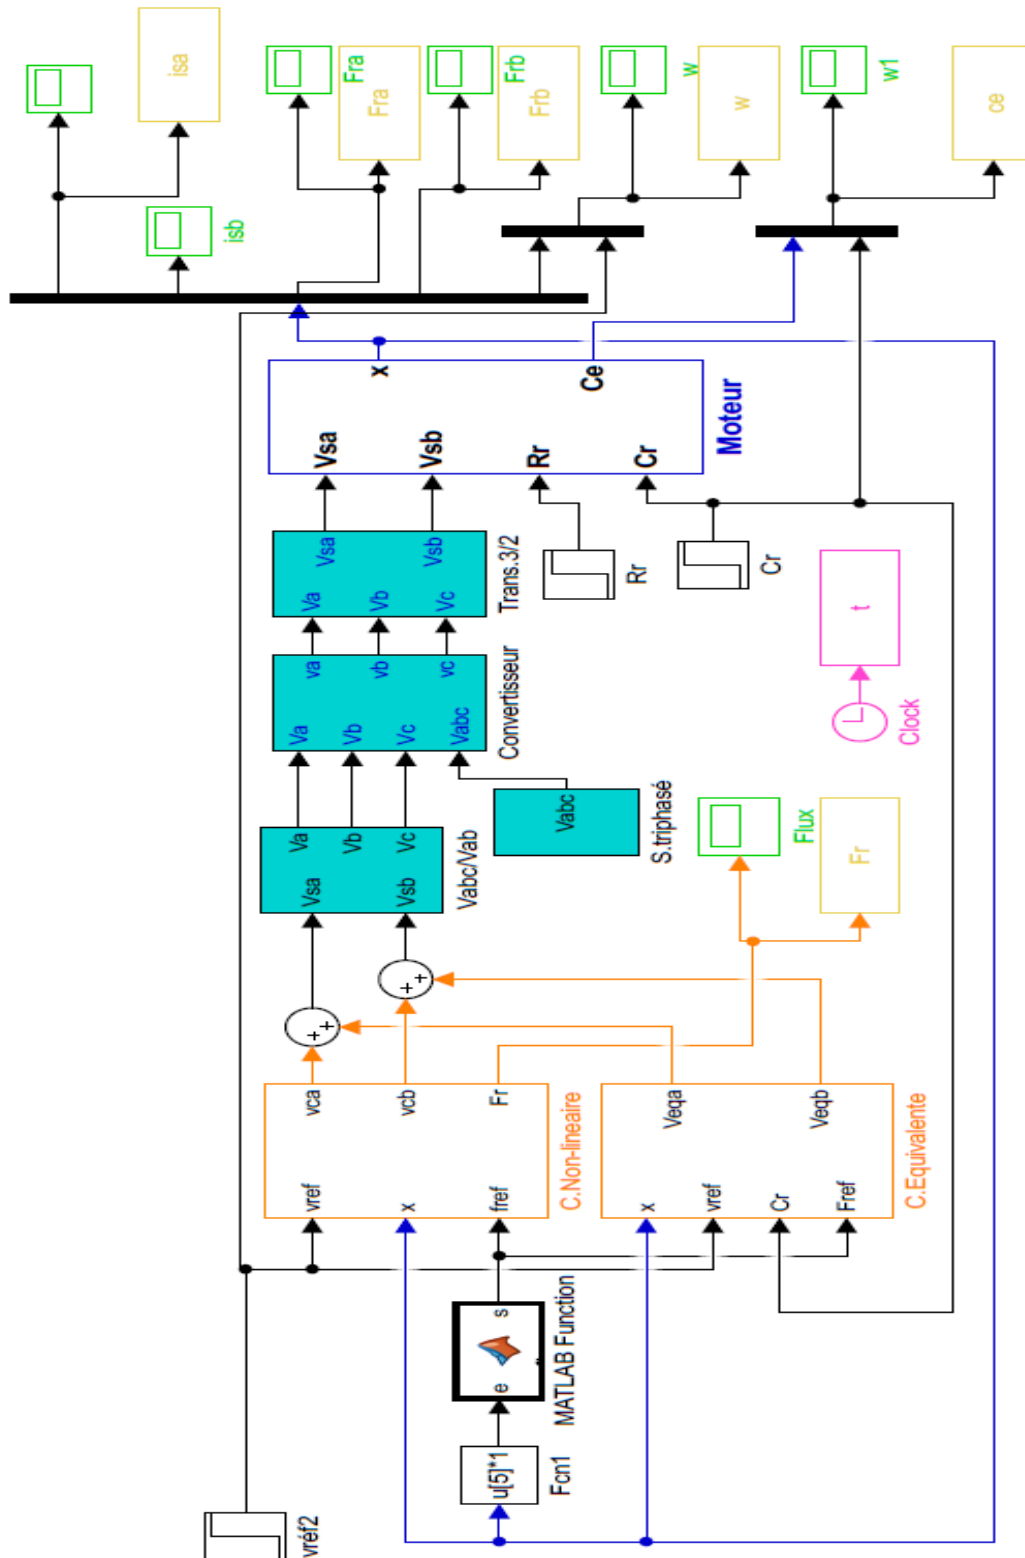 vréf2
u[5]*1
Fcn1
e
s
MATLAB Function
vref
x
fref
vca
vcb
Fr
C.Non-lineaire
x
vref
Cr
Fref
Veqa
Veqb
C.Equivalente
+
+
+
+
Vsa
Vsb
Va
Vb
Vc
Vabc/Vab
Vabc
S.triphasé
Va
Vb
Vc
Vabc
va
vb
vc
Convertisseur
Va
Vb
Vc
Vsa
Vsb
Trans.3/2
Rr
Cr
Flux
Fr
Clock
t
Vsa
Vsb
Rr
Cr
x
Ce
Moteur
isa
isb
Fra
Fra
Frb
Frb
w
w
w1
ce